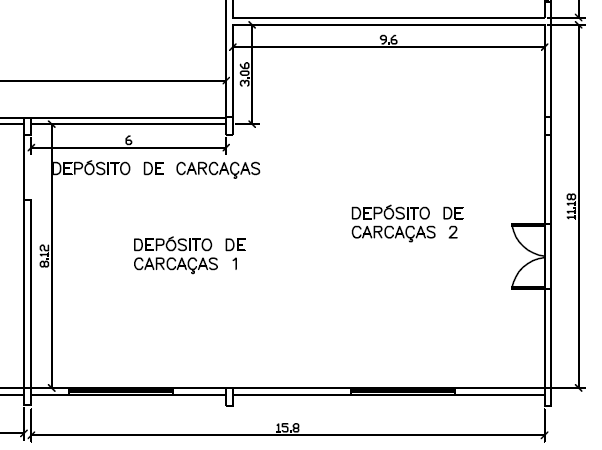 9.6
3.06
6
DEPÓSITO DE CARCAÇAS
11.18
DEPÓSITO DE
CARCAÇAS 2
DEPÓSITO DE
CARCAÇAS 1
8.12
15.8